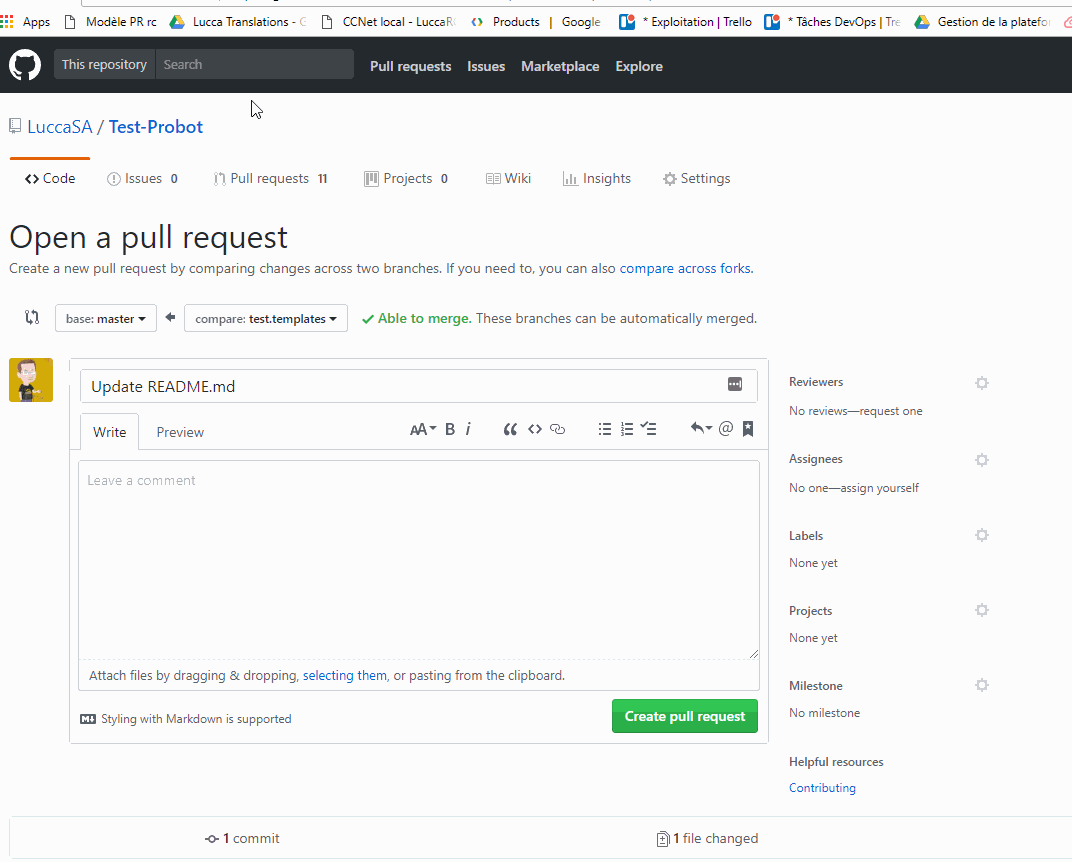 Apps Modèle PR rc Lucca Translations - G CCNet local - LuccaR Products | Google * Exploitation | Trello * Tâches DevOps | Tre Gestion de la platefo
This repository Search Pull requests Issues Marketplace Explore
LuccaSA / Test-Probot
Code Issues 0 Pull requests 11 Projects 0 Wiki Insights Settings
Open a pull request
Create a new pull request by comparing changes across two branches. If you need to, you can also compare across forks.
base: master compare: test.templates Able to merge. These branches can be automatically merged.
Update README.md
Write Preview AA B i
Leave a comment
Attach files by dragging & dropping, selecting them, or pasting from the clipboard.
Styling with Markdown is supported Create pull request
Reviewers
No reviews—request one
Assignees
No one—assign yourself
Labels
None yet
Projects
None yet
Milestone
No milestone
Helpful resources
Contributing
1 commit 1 file changed